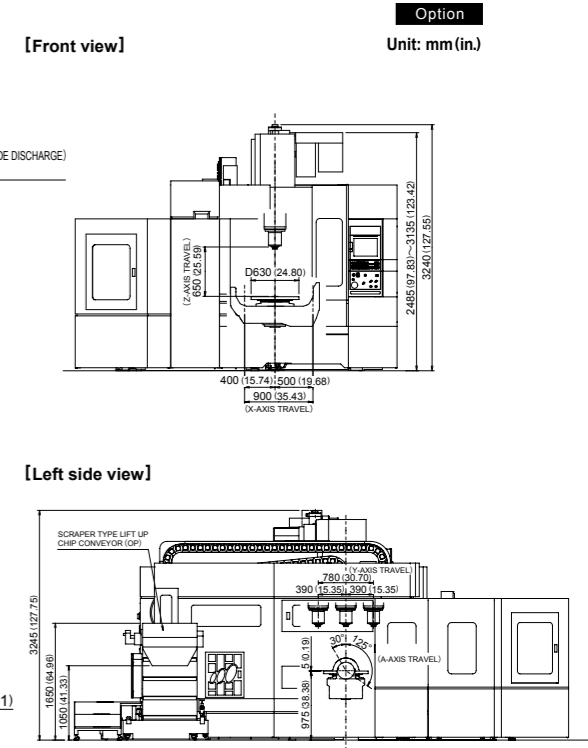 Option
[Front view]
Unit: mm(in.)
DE DISCHARGE)
(Z-AXIS TRAVEL)
650 (25.59)
D630 (24.80)
2485 (97.83)～3135 (123.42)
3240 (127.55)
400 (15.74) 500 (19.68)
900 (35.43)
(X-AXIS TRAVEL)
[Left side view]
SCRAPER TYPE LIFT UP
CHIP CONVEYOR (OP)
(Y-AXIS TRAVEL)
780 (30.70)
390 (15.35) 390 (15.35)
3245 (127.75)
1650 (64.96)
1050 (41.33)
30° 125°
(A-AXIS TRAVEL)
5 (0.19)
975 (38.38)
1)